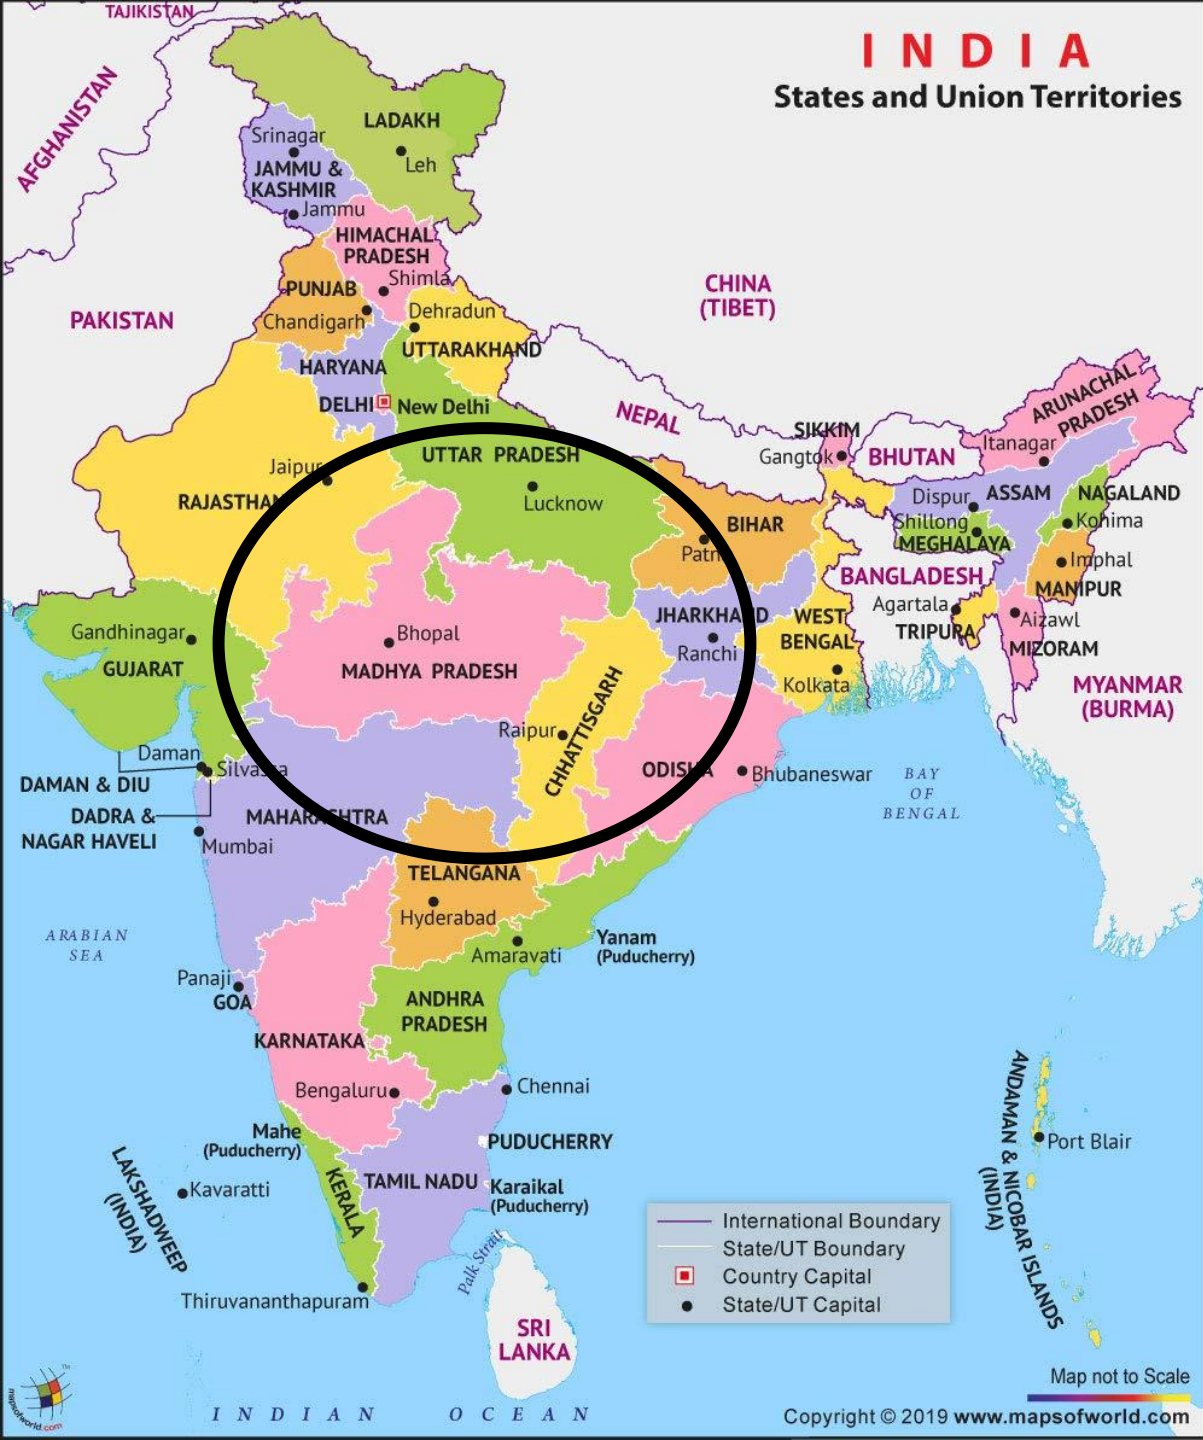 TAJIKISTAN
INDIA
States and Union Territories
AFGHANISTAN
LADAKH
Leh
Srinagar
JAMMU &
KASHMIR
Jammu
HIMACHAL
PRADESH
Shimla
PUNJAB
Chandigarh
Dehradun
UTTARAKHAND
CHINA
(TIBET)
PAKISTAN
HARYANA
DELHI
New Delhi
NEPAL
SIKKIM
Gangtok
BHUTAN
ARUNACHAL
PRADESH
Itanagar
UTTAR PRADESH
Lucknow
Jaipur
RAJASTHAN
BIHAR
Patn
Dispur
ASSAM
NAGALAND
Shillong
Kohima
MEGHALAYA
Imphal
BANGLADESH
MANIPUR
Agartala
Aizawl
TRIPURA
MIZORAM
JHARKHAND
Ranchi
WEST
BENGAL
Kolkata
MYANMAR
(BURMA)
Gandhinagar
GUJARAT
Bhopal
MADHYA PRADESH
CHHATTISGARH
Raipur
ODISHA
Bhubaneswar
BAY
OF
BENGAL
Daman
Silvassa
DAMAN & DIU
DADRA &
NAGAR HAVELI
MAHARASHTRA
Mumbai
TELANGANA
Hyderabad
Amaravati
Yanam
(Puducherry)
ARABIAN
SEA
Panaji
GOA
ANDHRA
PRADESH
KARNATAKA
Bengaluru
Chennai
Mahe
(Puducherry)
PUDUCHERRY
TAMIL NADU
Karaikal
(Puducherry)
KERALA
LAKSHADWEEP
(INDIA)
Kavaratti
Thiruvananthapuram
Palk Strait
SRI
LANKA
ANDAMAN & NICOBAR ISLANDS
(INDIA)
Port Blair
International Boundary
State/UT Boundary
Country Capital
State/UT Capital
INDIAN OCEAN
TM
mapsofworld.com
Map not to Scale
Copyright © 2019 www.mapsofworld.com